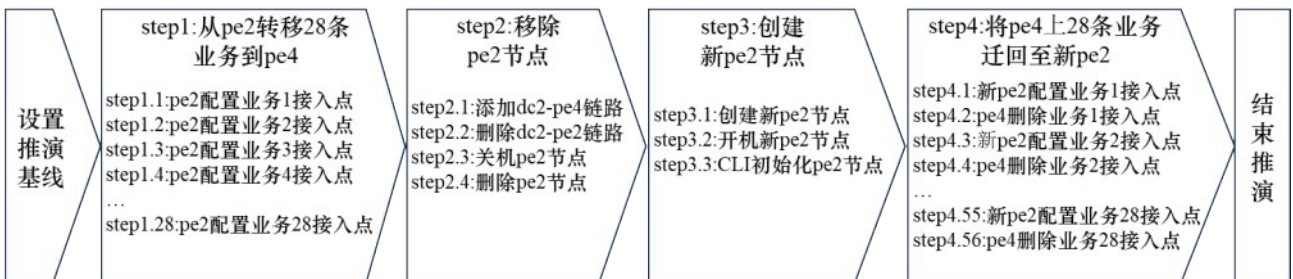 设置
推演
基线
step1:从pe2转移28条
业务到pe4
step1.1:pe2配置业务1接入点
step1.2:pe2配置业务2接入点
step1.3:pe2配置业务3接入点
step1.4:pe2配置业务4接入点
…
step1.28:pe2配置业务28接入点
step2:移除
pe2节点
step2.1:添加dc2-pe4链路
step2.2:删除dc2-pe2链路
step2.3:关机pe2节点
step2.4:删除pe2节点
step3:创建
新pe2节点
step3.1:创建新pe2节点
step3.2:开机新pe2节点
step3.3:CLI初始化pe2节点
step4:将pe4上28条业务
迁回至新pe2
step4.1:新pe2配置业务1接入点
step4.2:pe4删除业务1接入点
step4.3:新pe2配置业务2接入点
step4.4:pe4删除业务2接入点
…
step4.55:新pe2配置业务28接入点
step4.56:pe4删除业务28接入点
结
束
推
演